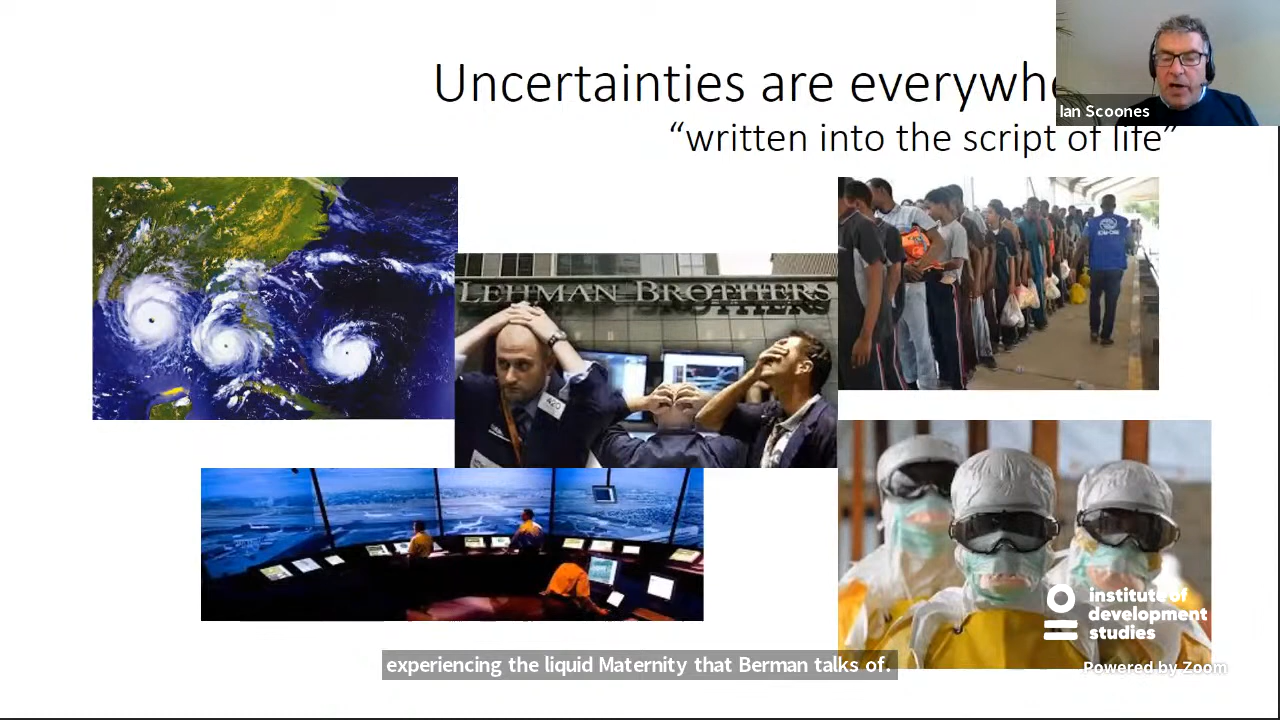 Uncertainties are everywhe
Ian Scoones
“written into the script of life”
LEHMAN BROTHERS
BROTHERS
institute of
development
studies
experiencing the liquid Maternity that Berman talks of.
Powered by Zoom